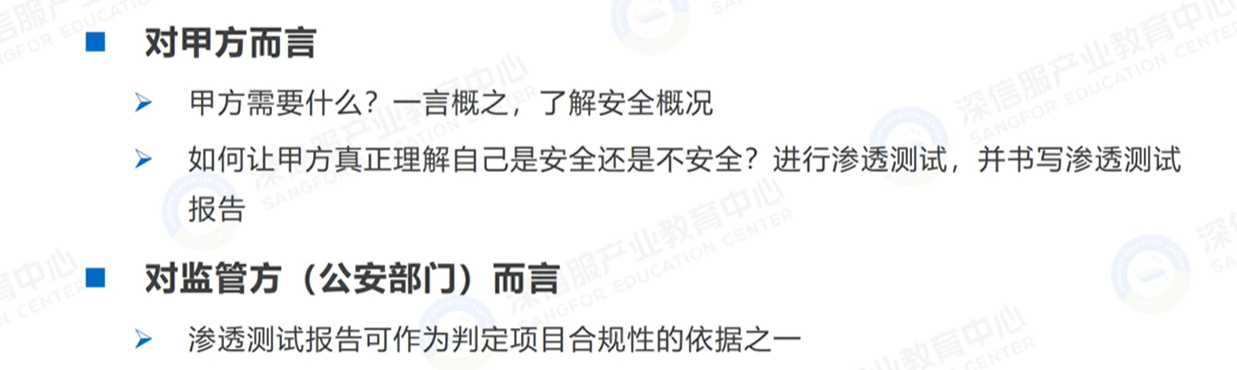 对甲方而言
甲方需要什么？一言概之，了解安全概况
如何让甲方真正理解自己是安全还是不安全？进行渗透测试，并书写渗透测试
报告
对监管方（公安部门）而言
渗透测试报告可作为判定项目合规性的依据之一
深信服产业教育中心
SANGFOR EDUCATION CENTER